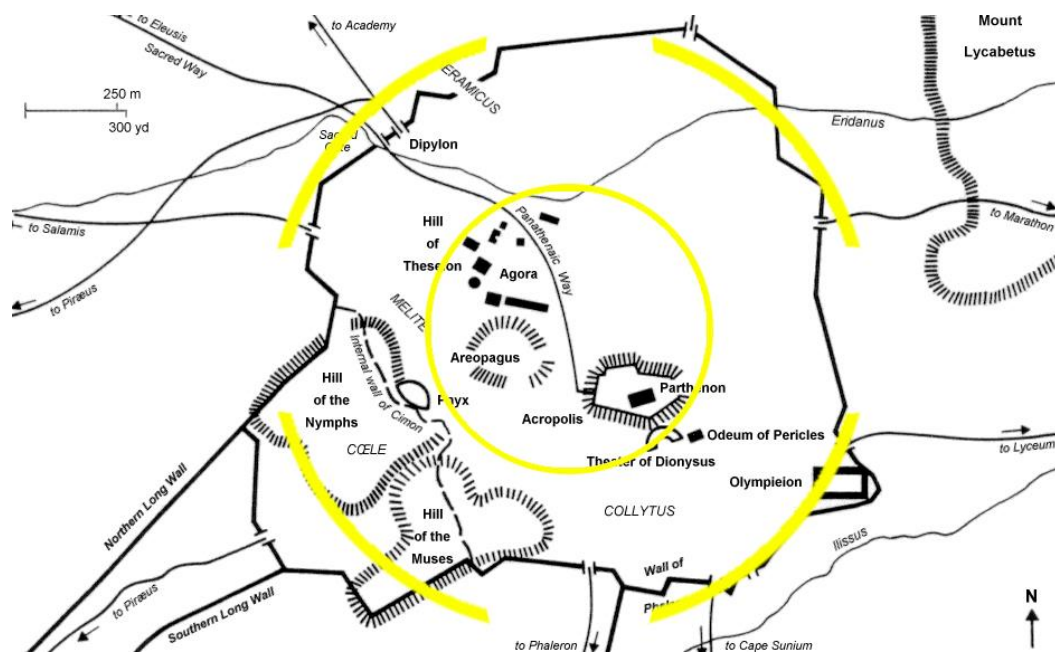 to Eleusis
Sacred Way
to Academy
Mount
Lycabetus
ERAMICUS
250 m
300 yd
Eridanus
Sacred
Dipylon
to Salamis
Hill
of
Theseion
Panathenaic Way
Agora
to Marathon
to Piræus
MELITE
Areopagus
Internal wall of Cimon
Parthenon
Hill
of the
Nymphs
Pnyx
Acropolis
Odeum of Pericles
CŒLE
Theater of Dionysus
to Lyceum
Olympieion
Northern Long Wall
Hill
of the
Muses
COLLYTUS
Ilissus
Wall of
to Piræus
Southern Long Wall
N
to Phaleron
to Cape Sunium